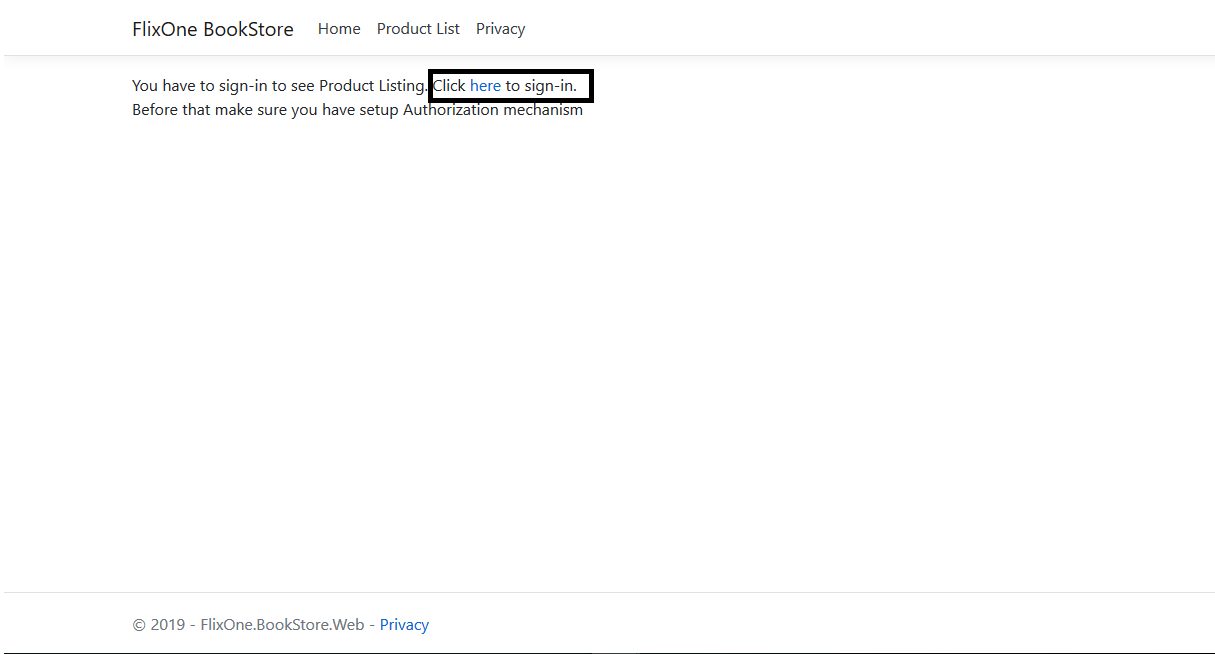 FlixOne BookStore Home Product List Privacy
You have to sign-in to see Product Listing. Click here to sign-in.
Before that make sure you have setup Authorization mechanism
© 2019 - FlixOne.BookStore.Web - Privacy